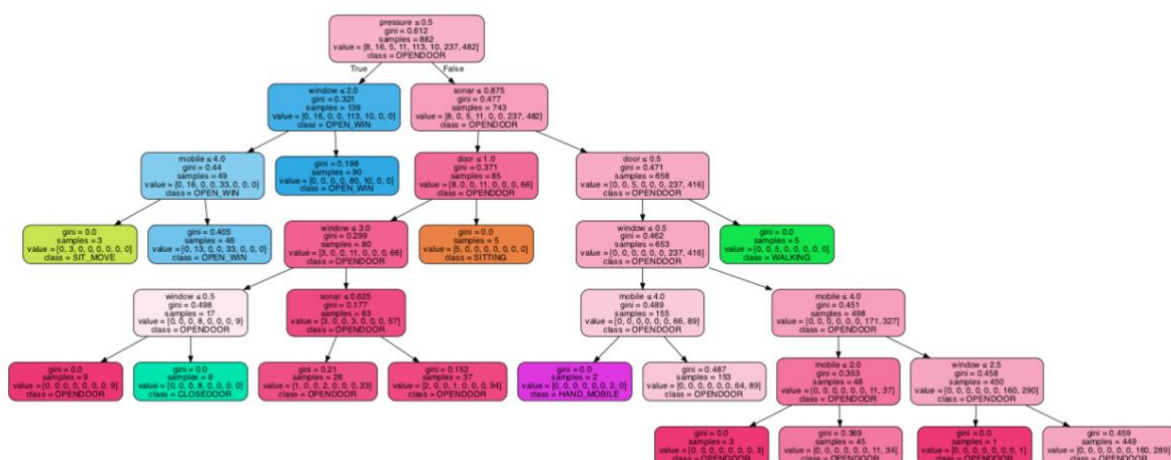 pressure ≤ 0.5
gini = 0.612
samples = 882
value = [8, 16, 5, 11, 113, 10, 237, 482]
class = OPENDOOR
True
False
window ≤ 2.0
gini = 0.321
samples = 139
value = [0, 16, 0, 0, 113, 10, 0, 0]
class = OPEN_WIN
sonar ≤ 0.875
gini = 0.477
samples = 743
value = [8, 0, 5, 11, 0, 0, 237, 482]
class = OPENDOOR
mobile ≤ 4.0
gini = 0.44
samples = 49
value = [0, 16, 0, 0, 33, 0, 0, 0]
class = OPEN_WIN
gini = 0.198
samples = 90
value = [0, 0, 0, 0, 80, 10, 0, 0]
class = OPEN_WIN
door ≤ 1.0
gini = 0.371
samples = 85
value = [8, 0, 0, 11, 0, 0, 0, 66]
class = OPENDOOR
door ≤ 0.5
gini = 0.471
samples = 658
value = [0, 0, 5, 0, 0, 0, 237, 416]
class = OPENDOOR
gini = 0.0
samples = 3
value = [0, 3, 0, 0, 0, 0, 0, 0]
class = SIT_MOVE
gini = 0.405
samples = 46
value = [0, 13, 0, 0, 33, 0, 0, 0]
class = OPEN_WIN
window ≤ 3.0
gini = 0.299
samples = 80
value = [3, 0, 0, 11, 0, 0, 0, 66]
class = OPENDOOR
gini = 0.0
samples = 5
value = [5, 0, 0, 0, 0, 0, 0, 0]
class = SITTING
window ≤ 0.5
gini = 0.462
samples = 653
value = [0, 0, 0, 0, 0, 0, 237, 416]
class = OPENDOOR
gini = 0.0
samples = 5
value = [0, 0, 5, 0, 0, 0, 0, 0]
class = WALKING
window ≤ 0.5
gini = 0.498
samples = 17
value = [0, 0, 0, 8, 0, 0, 0, 9]
class = OPENDOOR
sonar ≤ 0.625
gini = 0.177
samples = 63
value = [3, 0, 0, 3, 0, 0, 0, 57]
class = OPENDOOR
mobile ≤ 4.0
gini = 0.489
samples = 155
value = [0, 0, 0, 0, 0, 0, 66, 89]
class = OPENDOOR
mobile ≤ 4.0
gini = 0.451
samples = 498
value = [0, 0, 0, 0, 0, 0, 171, 327]
class = OPENDOOR
gini = 0.0
samples = 9
value = [0, 0, 0, 0, 0, 0, 0, 9]
class = OPENDOOR
gini = 0.0
samples = 8
value = [0, 0, 0, 8, 0, 0, 0, 0]
class = CLOSEDOOR
gini = 0.21
samples = 26
value = [1, 0, 0, 2, 0, 0, 0, 23]
class = OPENDOOR
gini = 0.152
samples = 37
value = [2, 0, 0, 1, 0, 0, 0, 34]
class = OPENDOOR
gini = 0.0
samples = 2
value = [0, 0, 0, 0, 0, 0, 2, 0]
class = HAND_MOBILE
gini = 0.487
samples = 153
value = [0, 0, 0, 0, 0, 0, 64, 89]
class = OPENDOOR
mobile ≤ 2.0
gini = 0.353
samples = 48
value = [0, 0, 0, 0, 0, 0, 11, 37]
class = OPENDOOR
window ≤ 2.5
gini = 0.458
samples = 450
value = [0, 0, 0, 0, 0, 0, 160, 290]
class = OPENDOOR
gini = 0.0
samples = 3
value = [0, 0, 0, 0, 0, 0, 0, 3]
class = OPENDOOR
gini = 0.369
samples = 45
value = [0, 0, 0, 0, 0, 0, 11, 34]
class = OPENDOOR
gini = 0.0
samples = 1
value = [0, 0, 0, 0, 0, 0, 0, 1]
class = OPENDOOR
gini = 0.459
samples = 449
value = [0, 0, 0, 0, 0, 0, 160, 289]
class = OPENDOOR